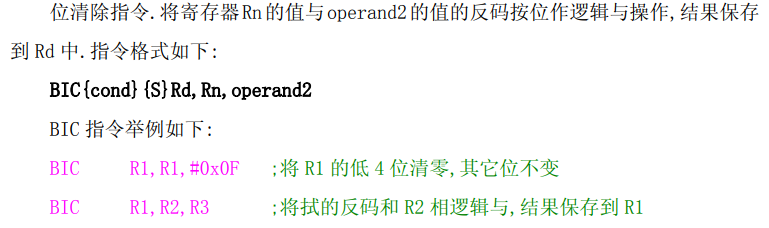 位清除指令.将寄存器Rn的值与operand2的值的反码按位作逻辑与操作,结果保存
到Rd中.指令格式如下:
BIC{cond}{S}Rd,Rn,operand2
BIC指令举例如下:
BIC R1,R1,#0x0F ;将R1的低4位清零,其它位不变
BIC R1,R2,R3 ;将拭的反码和R2相逻辑与,结果保存到R1